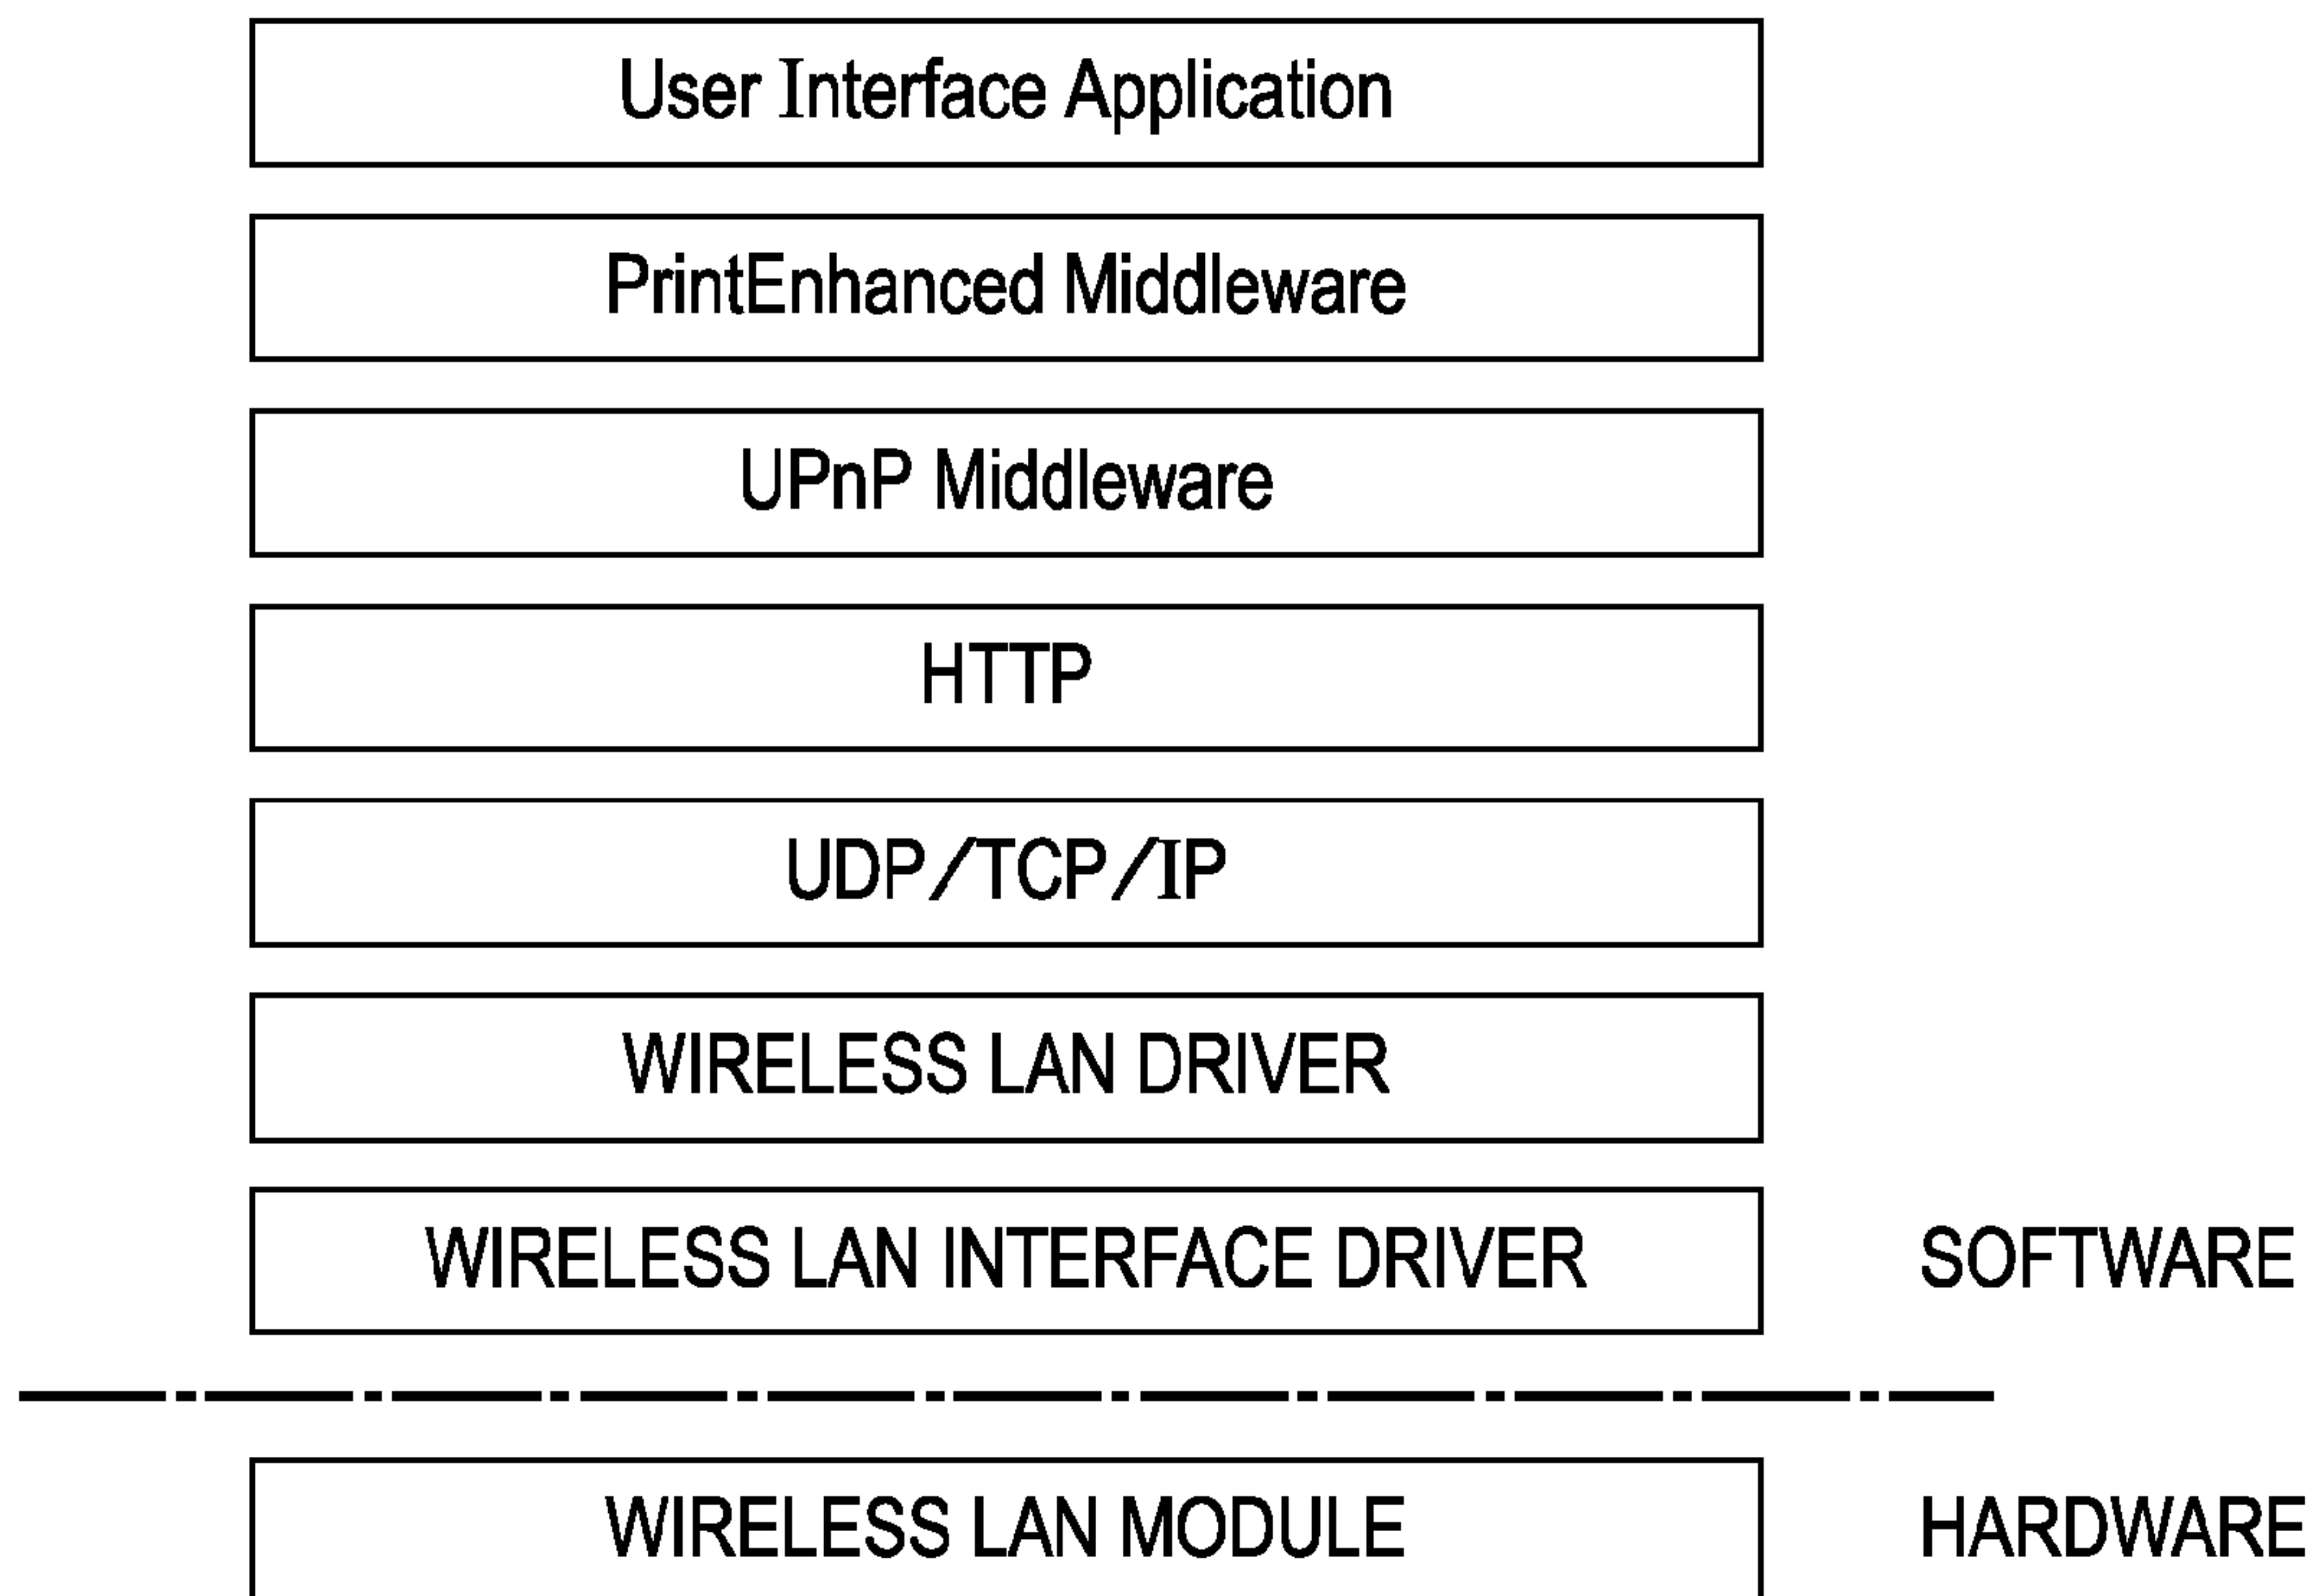 User Interface Application
PrintEnhanced Middleware
UPnP Middleware
HTTP
UDP/TCP/IP
WIRELESS LAN DRIVER
WIRELESS LAN INTERFACE DRIVER
SOFTWARE
WIRELESS LAN MODULE
HARDWARE